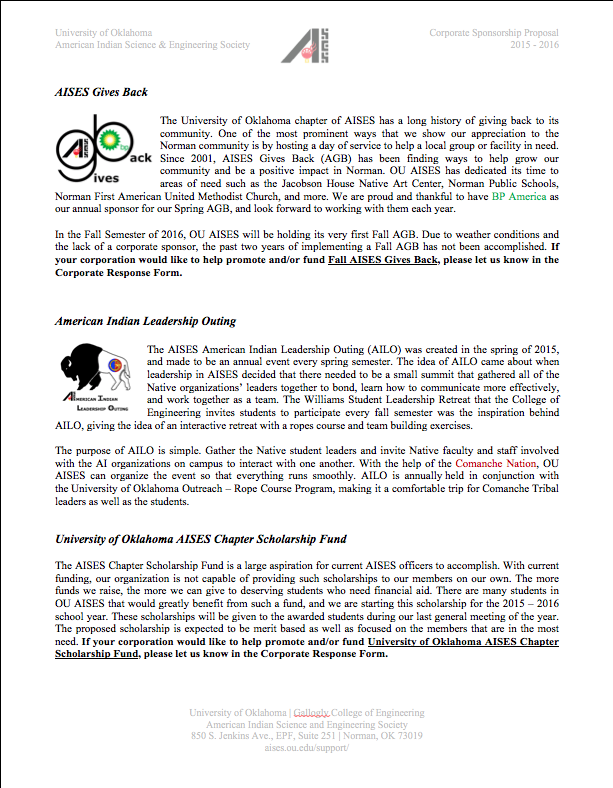 University of Oklahoma
American Indian Science & Engineering Society
AISES
Corporate Sponsorship Proposal
2015 - 2016
AISES Gives Back
AISES
bp
ack
ives
The University of Oklahoma chapter of AISES has a long history of giving back to its
community. One of the most prominent ways that we show our appreciation to the
Norman community is by hosting a day of service to help a local group or facility in need.
Since 2001, AISES Gives Back (AGB) has been finding ways to help grow our
community and be a positive impact in Norman. OU AISES has dedicated its time to
areas of need such as the Jacobson House Native Art Center, Norman Public Schools,
Norman First American United Methodist Church, and more. We are proud and thankful to have BP America as
our annual sponsor for our Spring AGB, and look forward to working with them each year.
In the Fall Semester of 2016, OU AISES will be holding its very first Fall AGB. Due to weather conditions and
the lack of a corporate sponsor, the past two years of implementing a Fall AGB has not been accomplished. If
your corporation would like to help promote and/or fund Fall AISES Gives Back, please let us know in the
Corporate Response Form.
American Indian Leadership Outing
American Indian
Leadership Outing
The AISES American Indian Leadership Outing (AILO) was created in the spring of 2015,
and made to be an annual event every spring semester. The idea of AILO came about when
leadership in AISES decided that there needed to be a small summit that gathered all of the
Native organizations' leaders together to bond, learn how to communicate more effectively,
and work together as a team. The Williams Student Leadership Retreat that the College of
Engineering invites students to participate every fall semester was the inspiration behind
AILO, giving the idea of an interactive retreat with a ropes course and team building exercises.
The purpose of AILO is simple. Gather the Native student leaders and invite Native faculty and staff involved
with the AI organizations on campus to interact with one another. With the help of the Comanche Nation, OU
AISES can organize the event so that everything runs smoothly. AILO is annually held in conjunction with
the University of Oklahoma Outreach – Rope Course Program, making it a comfortable trip for Comanche Tribal
leaders as well as the students.
University of Oklahoma AISES Chapter Scholarship Fund
The AISES Chapter Scholarship Fund is a large aspiration for current AISES officers to accomplish. With current
funding, our organization is not capable of providing such scholarships to our members on our own. The more
funds we raise, the more we can give to deserving students who need financial aid. There are many students in
OU AISES that would greatly benefit from such a fund, and we are starting this scholarship for the 2015 – 2016
school year. These scholarships will be given to the awarded students during our last general meeting of the year.
The proposed scholarship is expected to be merit based as well as focused on the members that are in the most
need. If your corporation would like to help promote and/or fund University of Oklahoma AISES Chapter
Scholarship Fund, please let us know in the Corporate Response Form.
University of Oklahoma | Gallogly College of Engineering
American Indian Science and Engineering Society
850 S. Jenkins Ave., EPF, Suite 251 | Norman, OK 73019
aises.ou.edu/support/